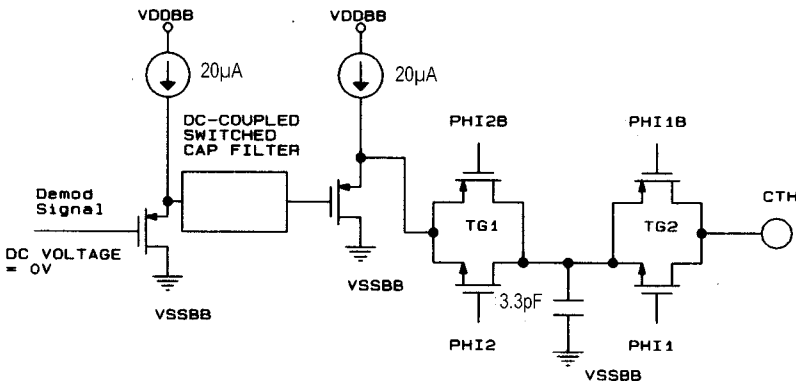 VDDBB
VDDBB
20µA
20µA
DC-COUPLED
SWITCHED
CAP FILTER
PHI2B
PHI1B
Demod
Signal
CTH
TG1
TG2
DC VOLTAGE
= 0V
VSSBB
VSSBB
3.3pF
PHI2
PHI1
VSSBB